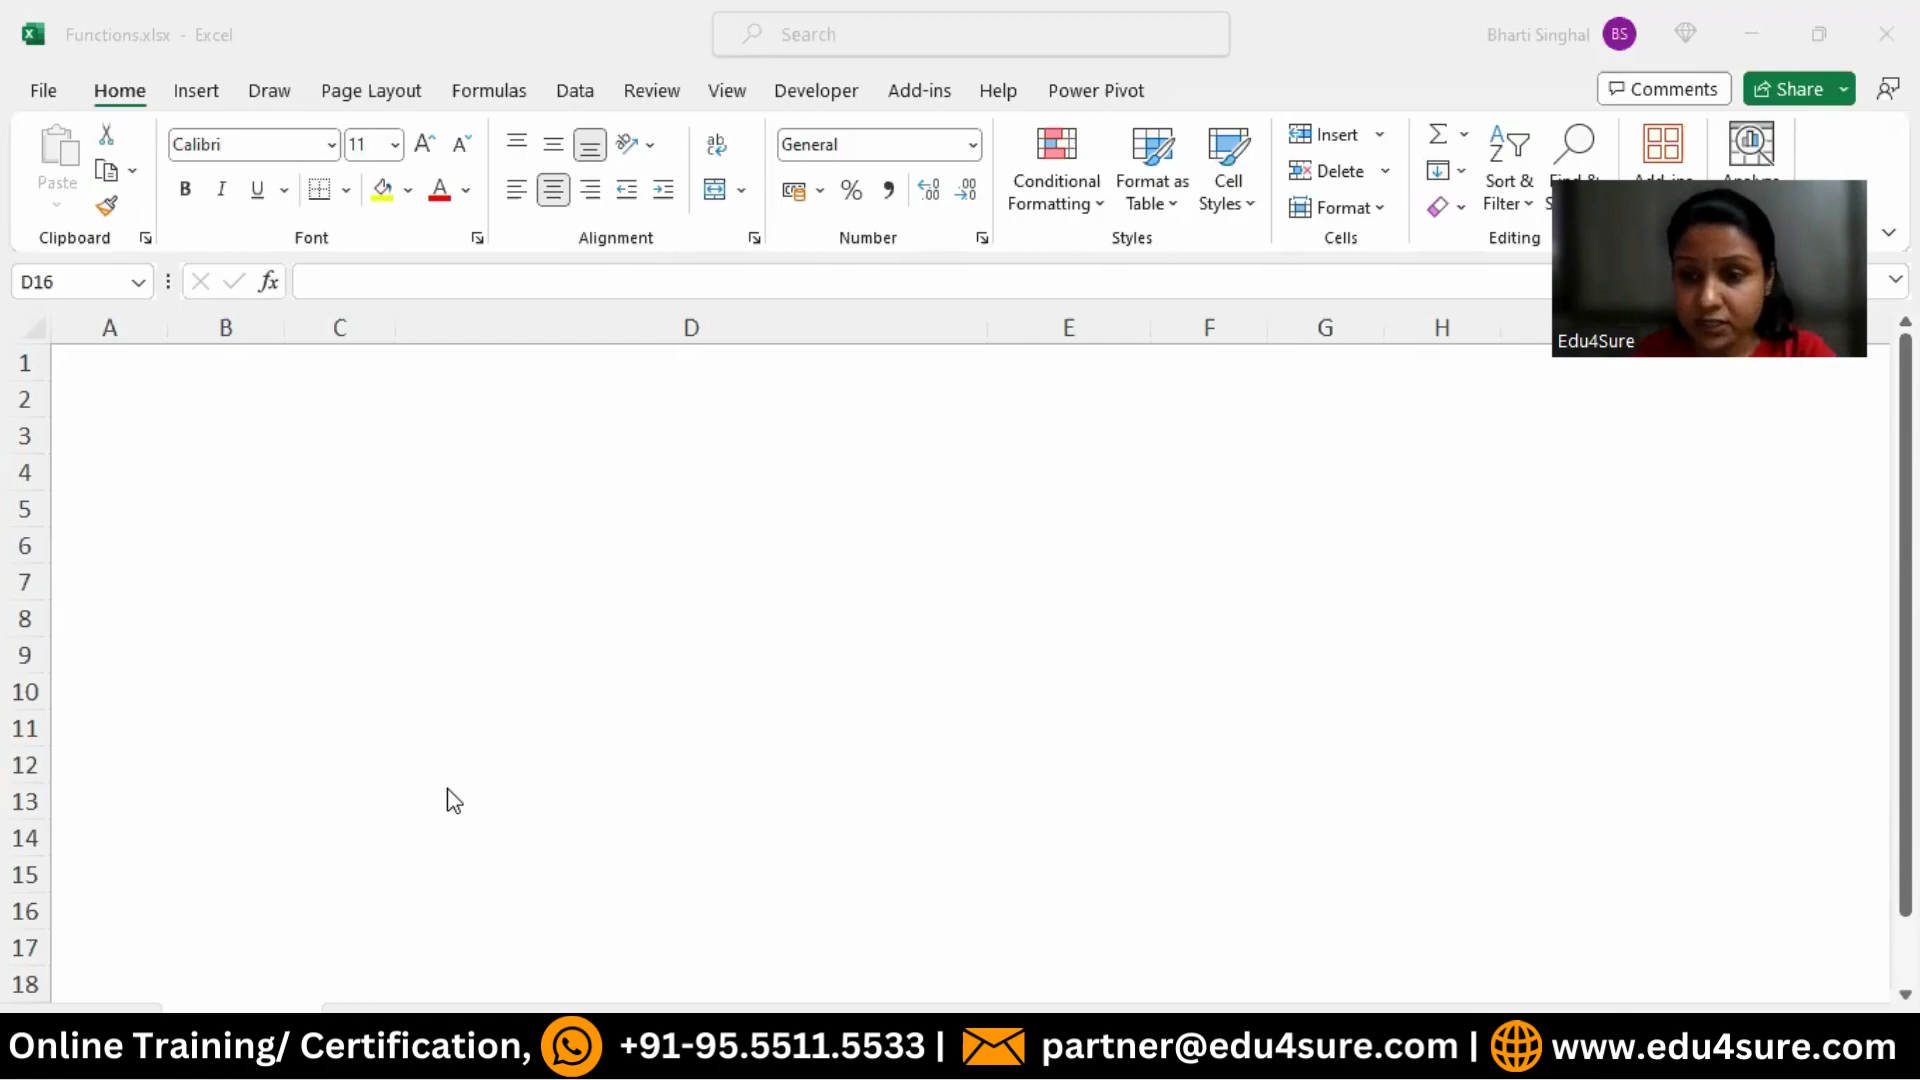 Functions.xlsx - Excel
Search
Bharti Singhal BS
File Home Insert Draw Page Layout Formulas Data Review View Developer Add-ins Help Power Pivot
Comments Share
Paste
Calibri 11
General
Conditional Formatting
Format as Table
Cell Styles
Insert
Delete
Format
Sort & Filter
Clipboard Font Alignment Number Styles Cells Editing
Edu4Sure
D16 fx
A B C D E F G H
1
2
3
4
5
6
7
8
9
10
11
12
13
14
15
16
17
18
Online Training/ Certification, +91-95.5511.5533 | partner@edu4sure.com | www.edu4sure.com